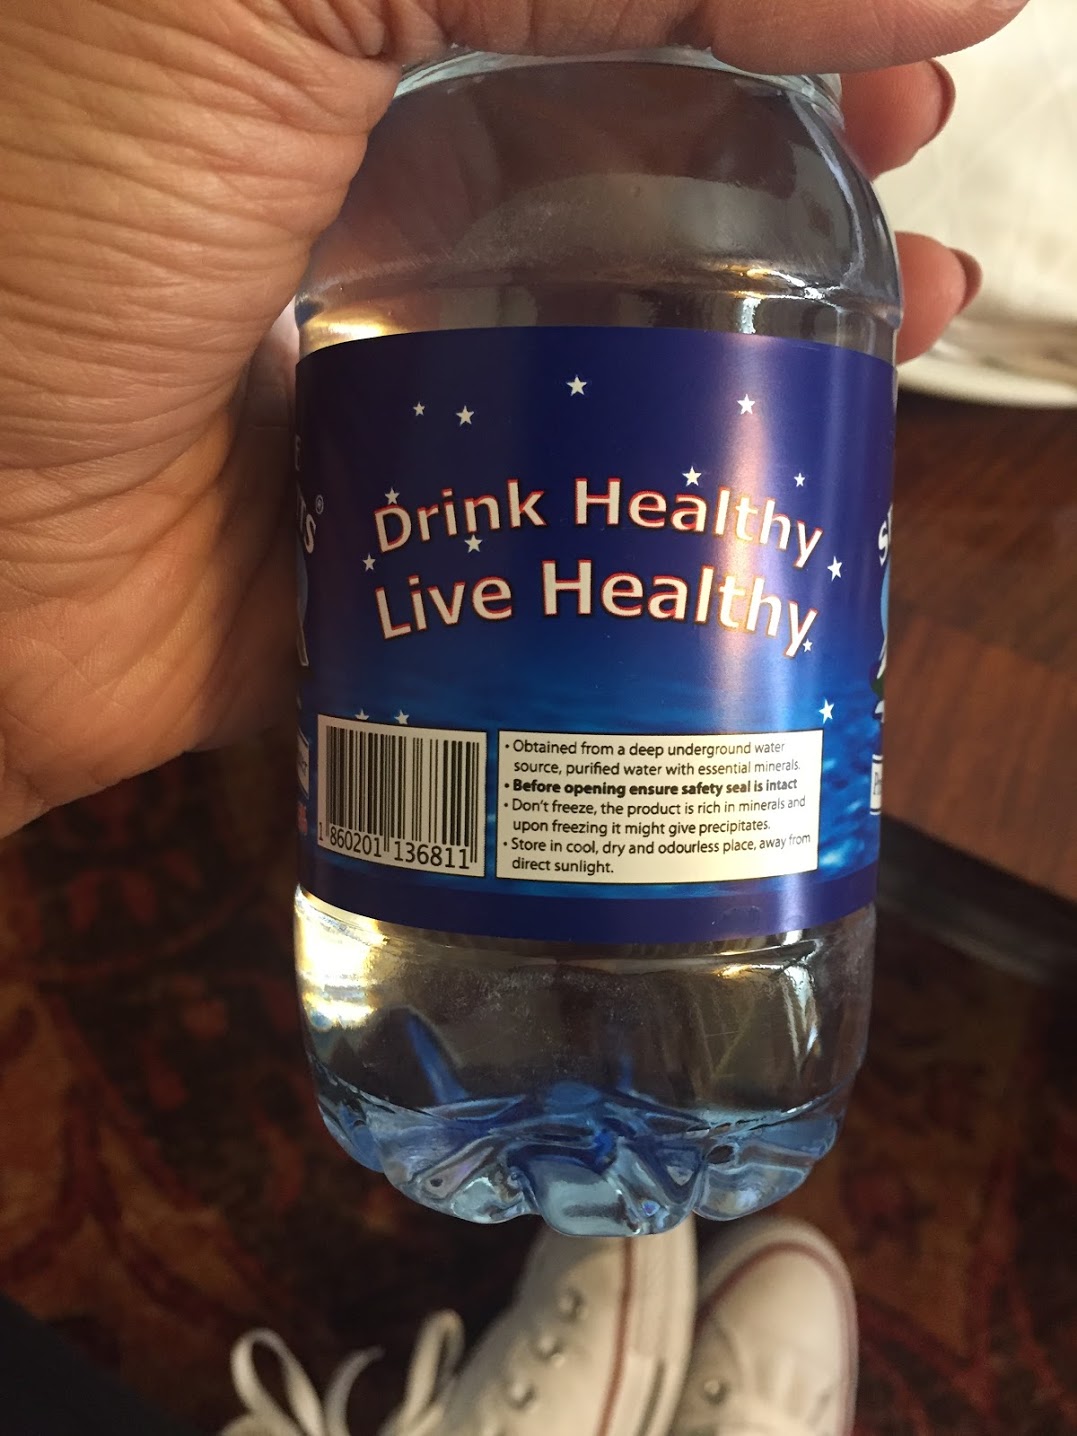 Drink Healthy
Live Healthy
1 860201 136811
• Obtained from a deep underground water
source, purified water with essential minerals.
• Before opening ensure safety seal is intact
• Don't freeze, the product is rich in minerals and
upon freezing it might give precipitates.
• Store in cool, dry and odourless place, away from
direct sunlight.